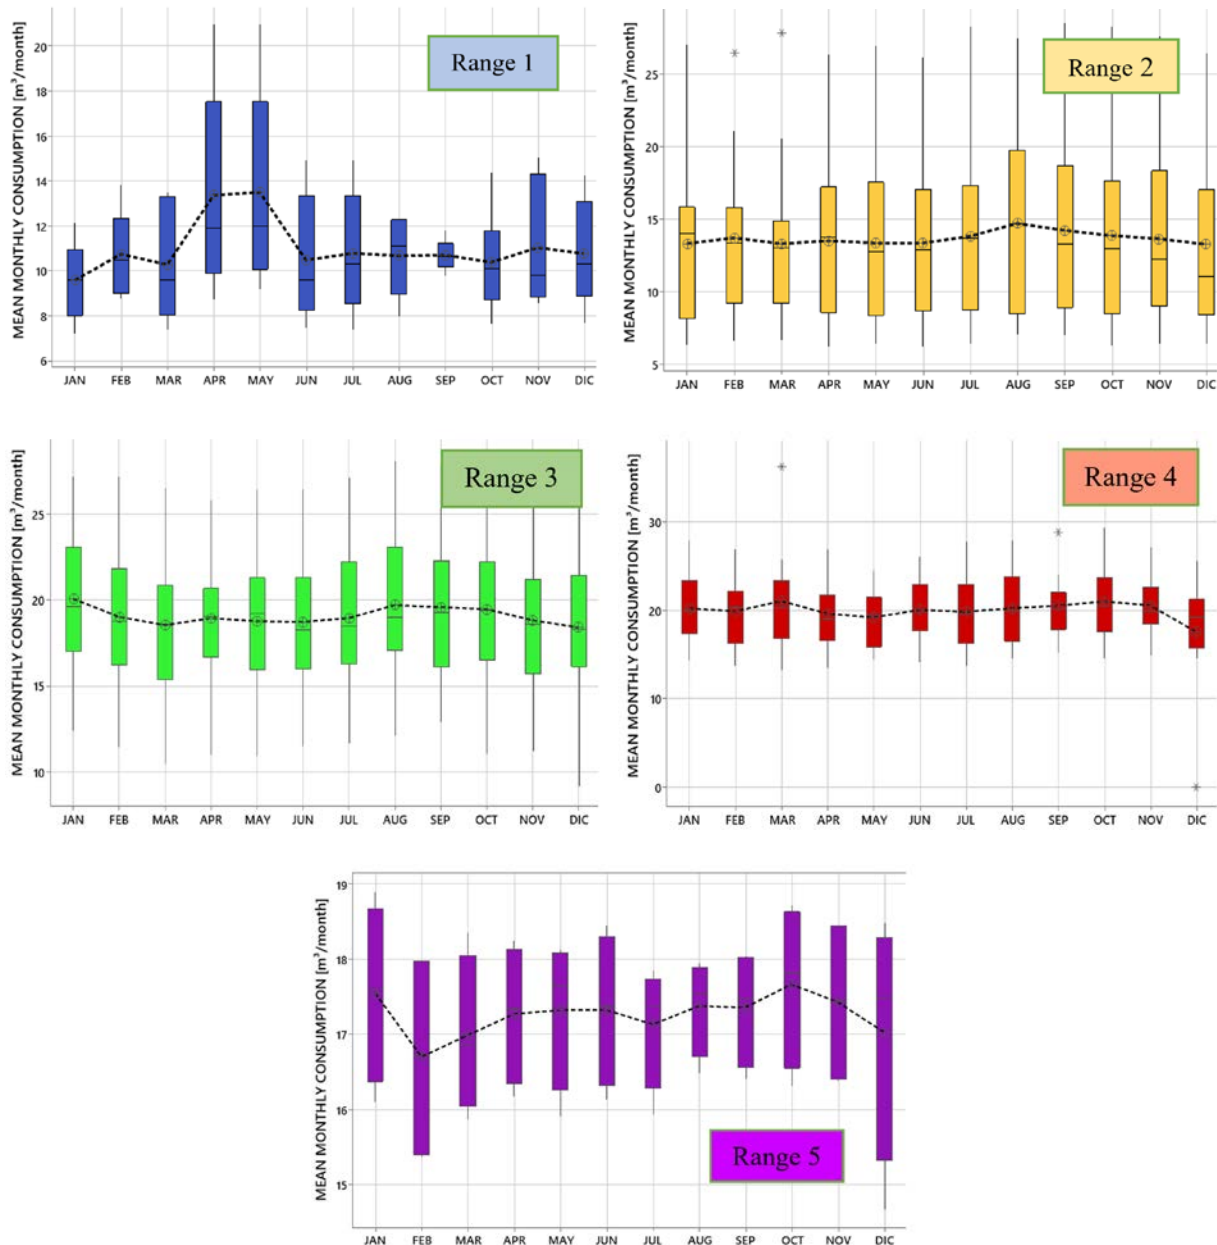 MEAN MONTHLY CONSUMPTION [m³/month]
Range 1
20
18
16
14
12
10
8
6
JAN FEB MAR APR MAY JUN JUL AUG SEP OCT NOV DIC
MEAN MONTHLY CONSUMPTION [m³/month]
Range 2
25
20
15
10
5
JAN FEB MAR APR MAY JUN JUL AUG SEP OCT NOV DIC
MEAN MONTHLY CONSUMPTION [m³/month]
Range 3
25
20
15
10
JAN FEB MAR APR MAY JUN JUL AUG SEP OCT NOV DIC
MEAN MONTHLY CONSUMPTION [m³/month]
Range 4
30
20
10
0
JAN FEB MAR APR MAY JUN JUL AUG SEP OCT NOV DIC
MEAN MONTHLY CONSUMPTION [m³/month]
19
18
17
16
Range 5
15
JAN FEB MAR APR MAY JUN JUL AUG SEP OCT NOV DIC